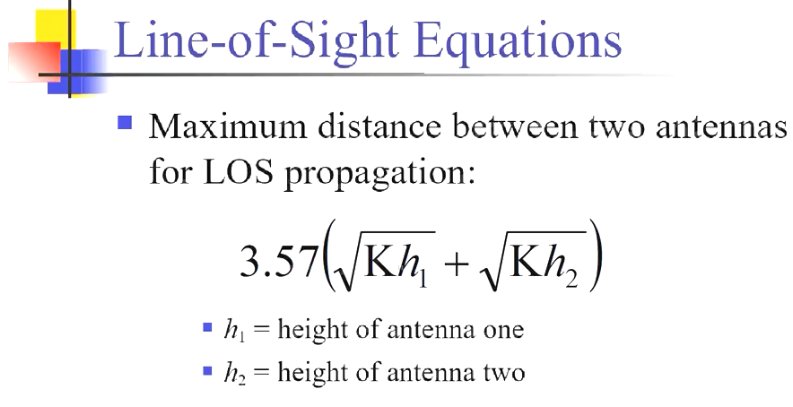 Line-of-Sight Equations
Maximum distance between two antennas
for LOS propagation:
3.57(√Kh₁ + √Kh₂)
h₁ = height of antenna one
h₂ = height of antenna two